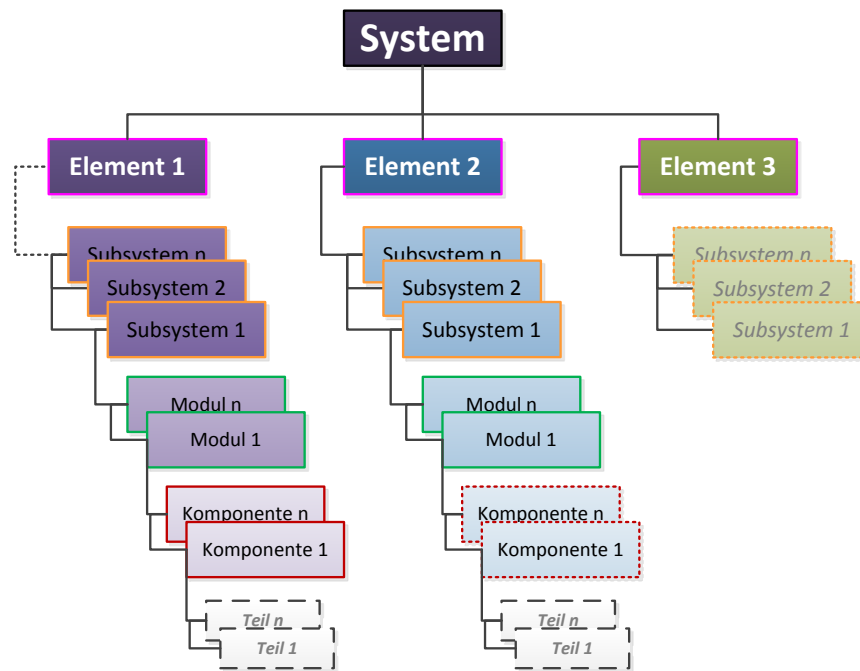 System
Element 1
Element 2
Element 3
Subsystem n
Subsystem 2
Subsystem 1
Modul n
Modul 1
Komponente n
Komponente 1
Teil n
Teil 1
Subsystem n
Subsystem 2
Subsystem 1
Modul n
Modul 1
Komponente n
Komponente 1
Teil n
Teil 1
Subsystem n
Subsystem 2
Subsystem 1